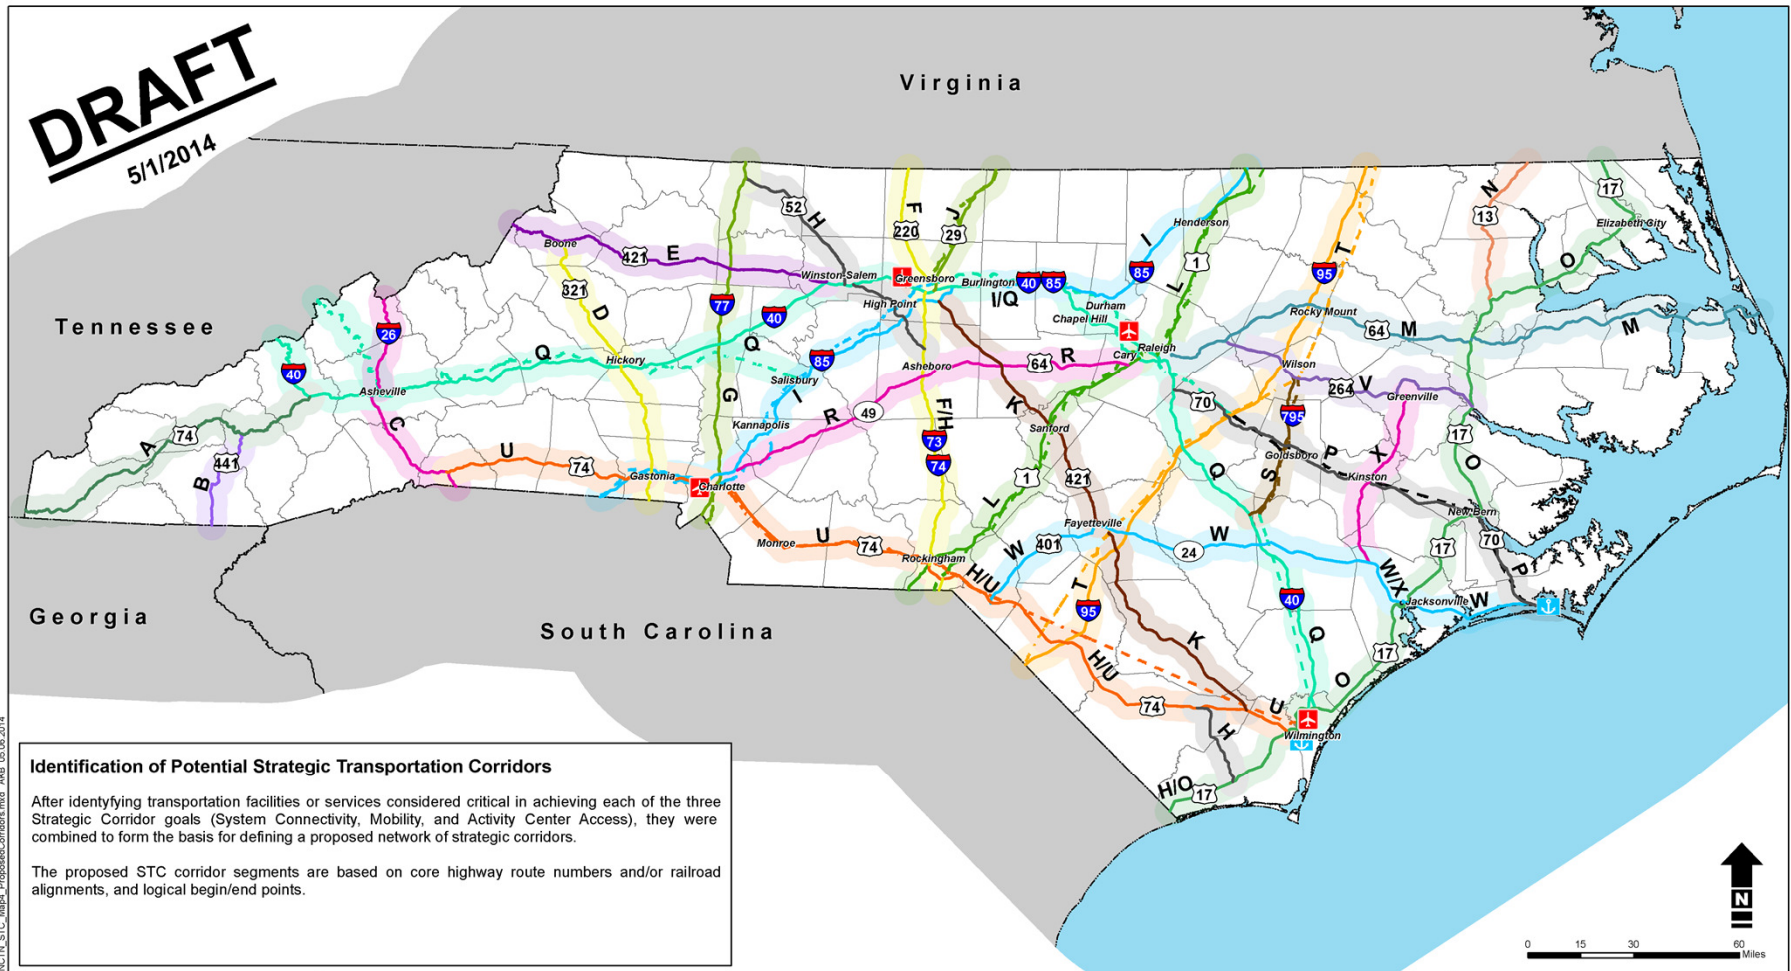 DRAFT
5/1/2014
Virginia
Tennessee
Georgia
South Carolina
52
H
F
220
J
29
N
13
17
Elizabeth City
Henderson
I
85
1
L
T
95
O
Boone
421
E
321
D
Winston-Salem
Greensboro
High Point
Burlington
I/Q
40
85
Durham
Chapel Hill
Cary
Raleigh
Rocky Mount
64
M
M
26
77
40
40
Q
Q
Hickory
85
Salisbury
I
G
Asheboro
64
R
Wilson
264
V
Greenville
Asheville
C
A
74
441
B
U
74
Gastonia
Charlotte
Kannapolis
R
49
F/H
73
74
K
Sanford
1
L
421
70
795
Goldsboro
S
P
X
Kinston
17
O
New Bern
70
P
17
Q
Monroe
U
74
Rockingham
W
401
Fayetteville
24
W
H/U
T
95
K
40
Q
W/X
Jacksonville
W
17
O
H/U
74
U
H
Wilmington
H/O
17
Identification of Potential Strategic Transportation Corridors
After identyfying transportation facilities or services considered critical in achieving each of the three
Strategic Corridor goals (System Connectivity, Mobility, and Activity Center Access), they were
combined to form the basis for defining a proposed network of strategic corridors.
The proposed STC corridor segments are based on core highway route numbers and/or railroad
alignments, and logical begin/end points.
NCTN_STC_Map4_ProposedCorridors.mxd ARB 05.06.2014
N
0 15 30 60
Miles